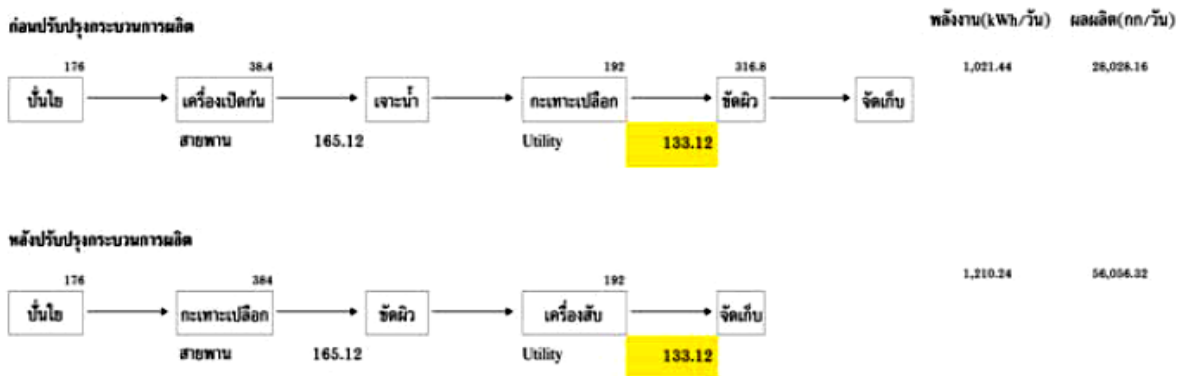 ก่อนปรับปรุงกระบวนการผลิต พลังงาน(kWh/วัน) ผลผลิต(กก/วัน)
176 38.4 192 316.8 1,021.44 28,028.16
ปั่นใย เครื่องเปิดก้น เจาะน้ำ กะเทาะเปลือก ขัดผิว จัดเก็บ
สายพาน 165.12 Utility 133.12
หลังปรับปรุงกระบวนการผลิต
176 384 192 1,210.24 56,056.32
ปั่นใย กะเทาะเปลือก ขัดผิว เครื่องสับ จัดเก็บ
สายพาน 165.12 Utility 133.12